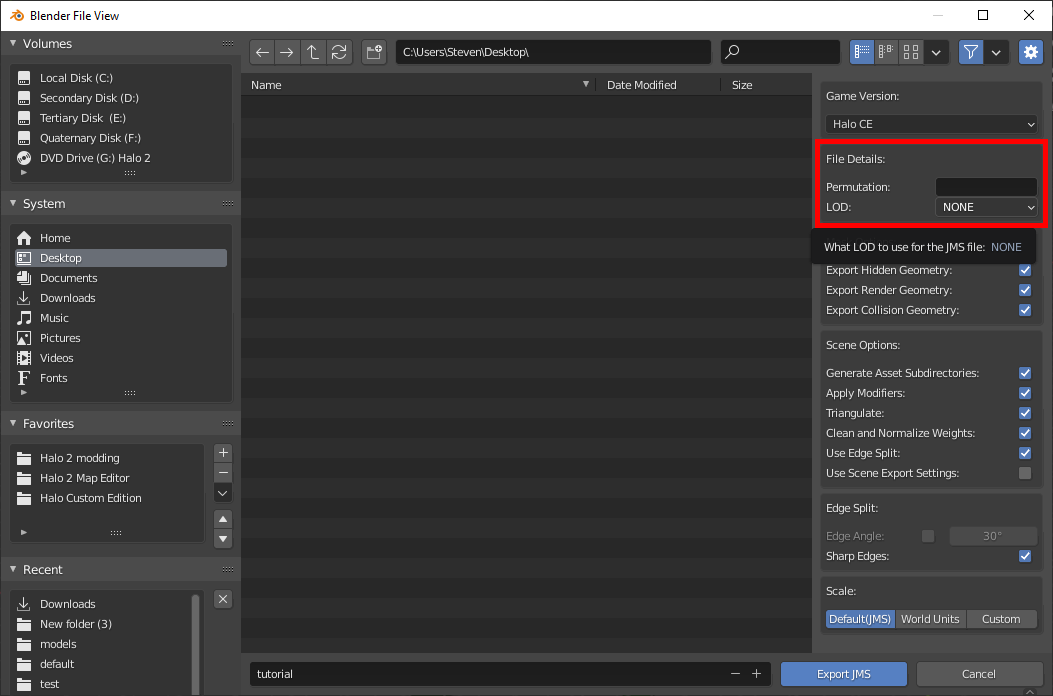 Blender File View
Volumes
Local Disk (C:)
Secondary Disk (D:)
Tertiary Disk (E:)
Quaternary Disk (F:)
DVD Drive (G:) Halo 2
System
Home
Desktop
Documents
Downloads
Music
Pictures
Videos
Fonts
Favorites
Halo 2 modding
Halo 2 Map Editor
Halo Custom Edition
Recent
Downloads
New folder (3)
models
default
test
C:\Users\Steven\Desktop\
Name Date Modified Size
tutorial
Game Version:
Halo CE
File Details:
Permutation:
LOD: NONE
What LOD to use for the JMS file: NONE
Export Hidden Geometry:
Export Render Geometry:
Export Collision Geometry:
Scene Options:
Generate Asset Subdirectories:
Apply Modifiers:
Triangulate:
Clean and Normalize Weights:
Use Edge Split:
Use Scene Export Settings:
Edge Split:
Edge Angle: 30°
Sharp Edges:
Scale:
Default(JMS) World Units Custom
Export JMS Cancel